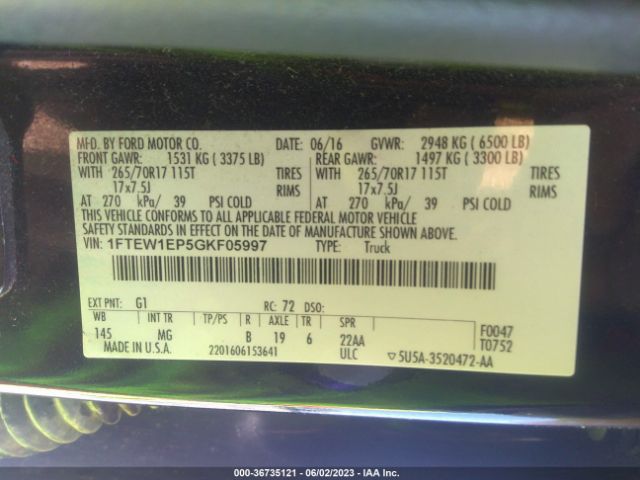 MFD. BY FORD MOTOR CO. DATE: 06/16 GVWR: 2948 KG ( 6500 LB)
FRONT GAWR: 1531 KG ( 3375 LB) REAR GAWR: 1497 KG ( 3300 LB)
WITH 265/70R17 115T TIRES WITH 265/70R17 115T TIRES
17x7.5J RIMS 17x7.5J RIMS
AT 270 kPa/ 39 PSI COLD AT 270 kPa/ 39 PSI COLD
THIS VEHICLE CONFORMS TO ALL APPLICABLE FEDERAL MOTOR VEHICLE
SAFETY STANDARDS IN EFFECT ON THE DATE OF MANUFACTURE SHOWN ABOVE.
VIN: 1FTEW1EP5GKF05997 TYPE: Truck
EXT PNT: G1 RC: 72 DSO:
WB INT TR TP/PS R AXLE TR SPR F0047
145 MG B 19 6 22AA T0752
MADE IN U.S.A. 2201606153641 ULC ▽5U5A-3520472-AA
000-36735121 - 06/02/2023 - IAA Inc.